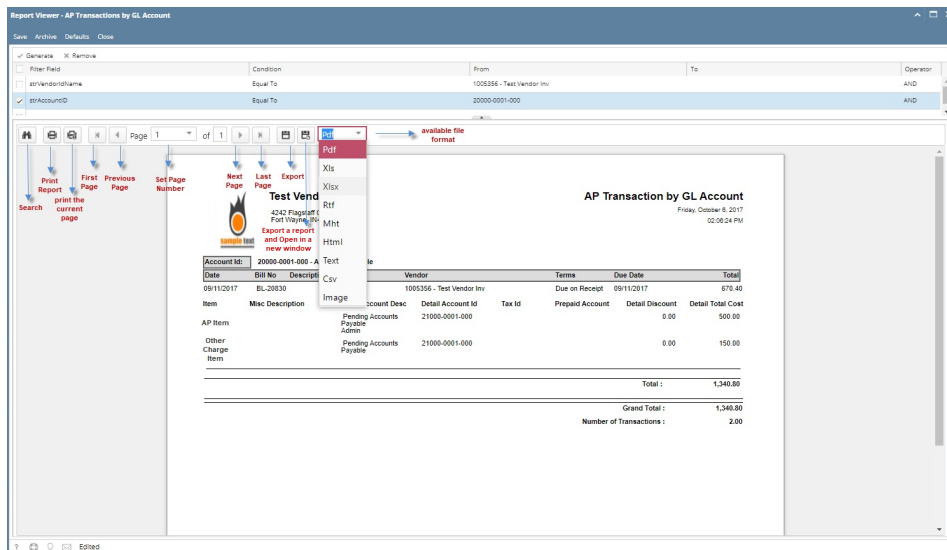 Report Viewer - AP Transactions by GL Account
Save Archive Defaults Close
Generate X Remove
Filter Field Condition From To Operator
strVendorIdName Equal To 1005356 - Test Vendor Inv AND
strAccountID Equal To 20000-0001-000 AND
Page 1 of 1 Pdf
available file
format
Pdf
Xls
Xlsx
Rtf
Mht
Html
Text
Csv
Image
Search
Print
Report
print the
current
page
First
Page
Previous
Page
Set Page
Number
Next
Page
Last
Page
Export
Export a report
and Open in a
new window
sample text
Test Vend
4242 Flagstaff
Fort Wayne, IN
AP Transaction by GL Account
Friday, October 6, 2017
02:06:24 PM
Account Id: 20000-0001-000 - A le
Date Bill No Descripti Vendor Terms Due Date Total
09/11/2017 BL-20830 1005356 - Test Vendor Inv Due on Receipt 09/11/2017 670.40
Item Misc Description count Desc Detail Account Id Tax Id Prepaid Account Detail Discount Detail Total Cost
AP Item Pending Accounts 21000-0001-000 0.00 500.00
Payable
Admin
Other
Charge
Item
Pending Accounts 21000-0001-000 0.00 150.00
Payable
Total : 1,340.80
Grand Total : 1,340.80
Number of Transactions : 2.00
? Edited